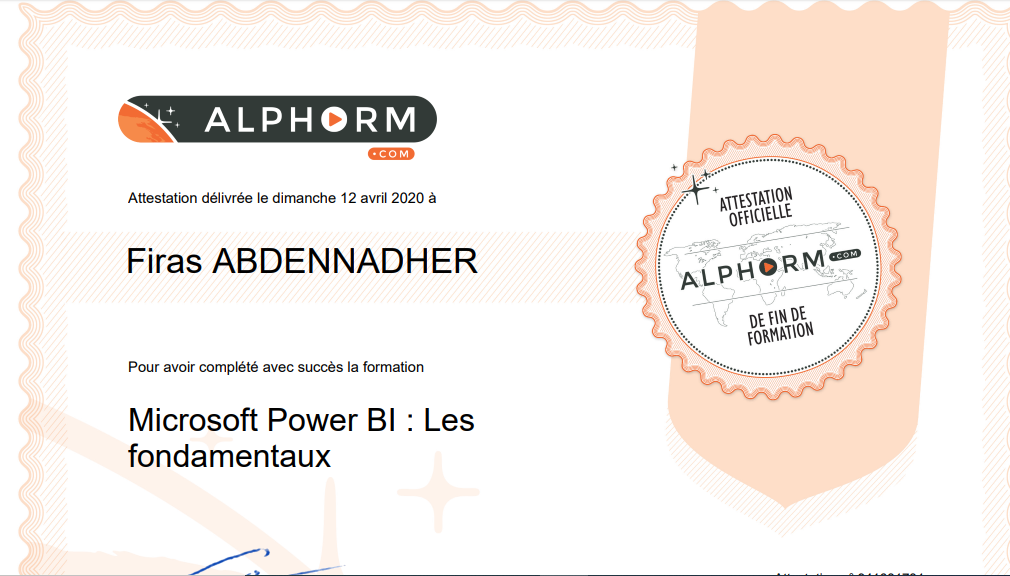 ALPHORM
.COM
Attestation délivrée le dimanche 12 avril 2020 à
Firas ABDENNADHER
Pour avoir complété avec succès la formation
Microsoft Power BI : Les
fondamentaux
ATTESTATION
OFFICIELLE
ALPHORM .COM
DE FIN DE
FORMATION